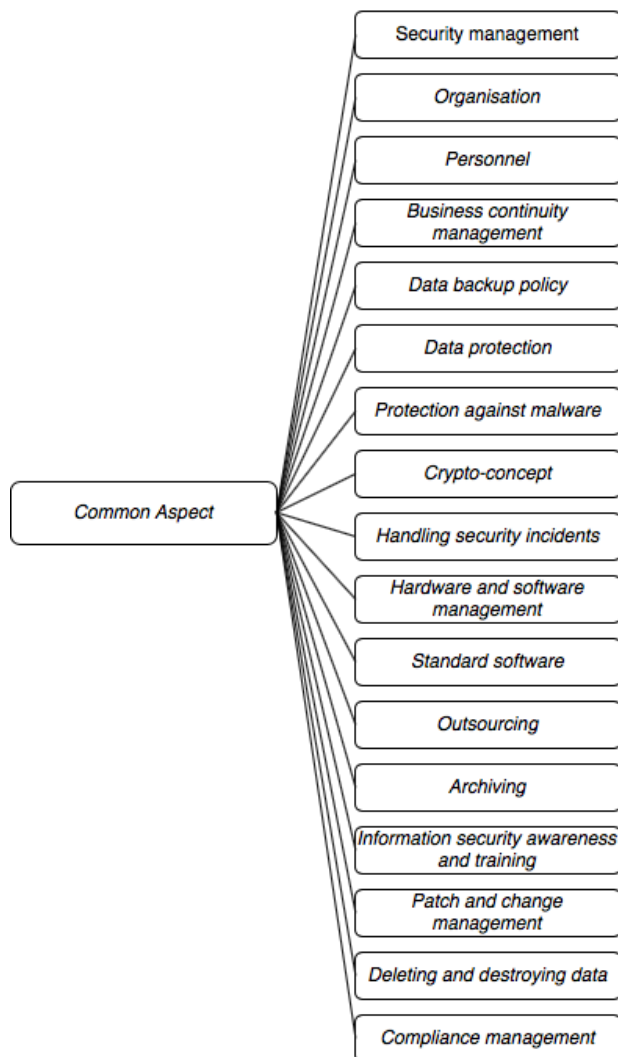 Security management
Organisation
Personnel
Business continuity
management
Data backup policy
Data protection
Protection against malware
Crypto-concept
Common Aspect
Handling security incidents
Hardware and software
management
Standard software
Outsourcing
Archiving
Information security awareness
and training
Patch and change
management
Deleting and destroying data
Compliance management